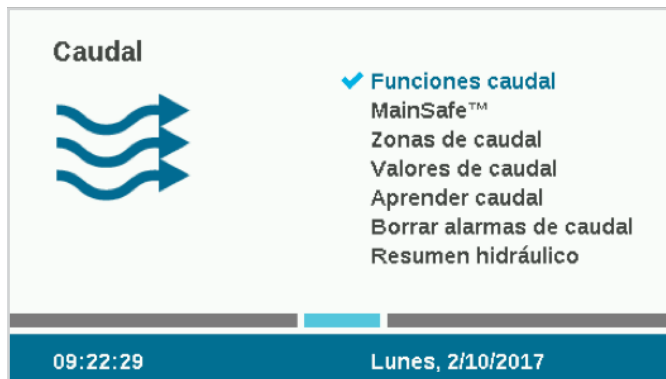 Caudal
Funciones caudal
MainSafe™
Zonas de caudal
Valores de caudal
Aprender caudal
Borrar alarmas de caudal
Resumen hidráulico
09:22:29
Lunes, 2/10/2017